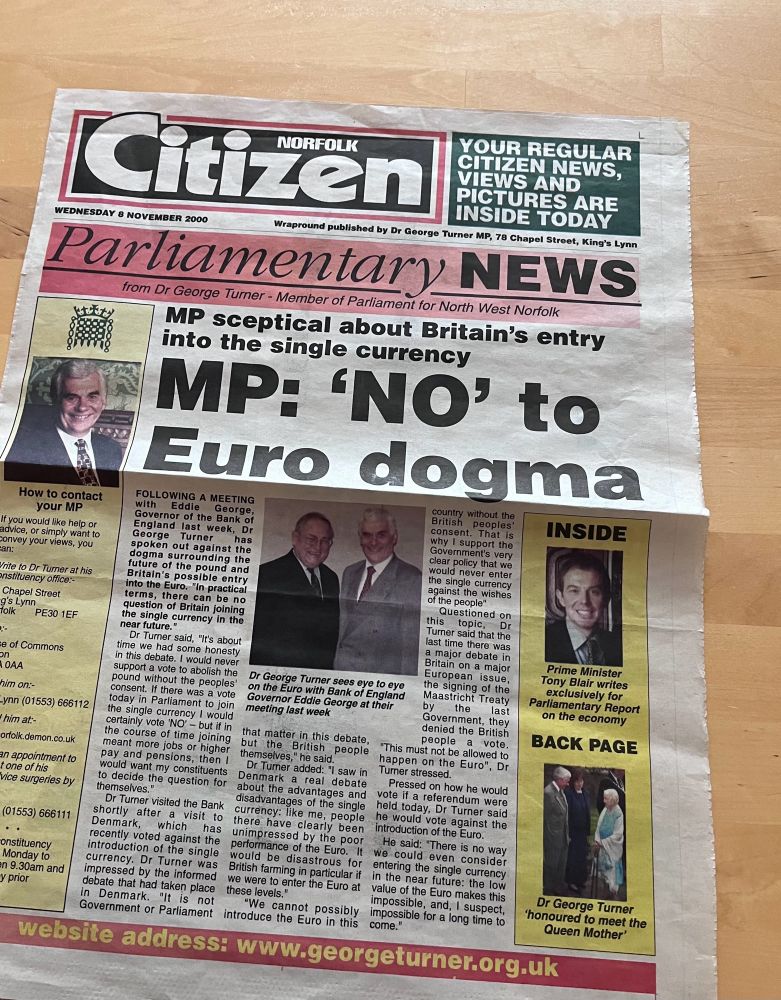 NORFOLK
Citizen
YOUR REGULAR
CITIZEN NEWS,
VIEWS AND
PICTURES ARE
INSIDE TODAY
WEDNESDAY 8 NOVEMBER 2000
Wrapround published by Dr George Turner MP, 78 Chapel Street, King's Lynn
Parliamentary NEWS
from Dr George Turner - Member of Parliament for North West Norfolk
MP sceptical about Britain's entry
into the single currency
MP: 'NO' to
Euro dogma
How to contact
your MP
If you would like help or
advice, or simply want to
convey your views, you
can:
Write to Dr Turner at his
constituency office:-
Chapel Street
g's Lynn
folk PE30 1EF
se of Commons
on
0AA
him on:-
Lynn (01553) 666112
him at:-
orfolk.demon.co.uk
an appointment to
t one of his
vice surgeries by
(01553) 666111
onstituency
Monday to
n 9.30am and
y prior
FOLLOWING A MEETING
with Eddie George,
Governor of the Bank of
England last week, Dr
George Turner has
spoken out against the
dogma surrounding the
future of the pound and
Britain's possible entry
into the Euro. "In practical
terms, there can be no
question of Britain joining
the single currency in the
near future."
Dr Turner said, "It's about
time we had some honesty
in this debate. I would never
support a vote to abolish the
pound without the peoples'
consent. If there was a vote
today in Parliament to join
the single currency I would
certainly vote 'NO' – but if in
the course of time joining
meant more jobs or higher
pay and pensions, then I
would want my constituents
to decide the question for
themselves."
Dr Turner visited the Bank
shortly after a visit to
Denmark, which has
recently voted against the
introduction of the single
currency. Dr Turner was
impressed by the informed
debate that had taken place
in Denmark. "It is not
Government or Parliament
Dr George Turner sees eye to eye
on the Euro with Bank of England
Governor Eddie George at their
meeting last week
that matter in this debate,
but the British people
themselves," he said.
Dr Turner added: "I saw in
Denmark a real debate
about the advantages and
disadvantages of the single
currency: like me, people
there have clearly been
unimpressed by the poor
performance of the Euro. It
would be disastrous for
British farming in particular if
we were to enter the Euro at
these levels."
"We cannot possibly
introduce the Euro in this
country without the
British peoples'
consent. That is
why I support the
Government's very
clear policy that we
would never enter
the single currency
against the wishes
of the people"
Questioned on
this topic, Dr
Turner said that the
last time there was
a major debate in
Britain on a major
European issue,
the signing of the
Maastricht Treaty
by the last
Government, they
denied the British
people a vote.
"This must not be allowed to
happen on the Euro", Dr
Turner stressed.
Pressed on how he would
vote if a referendum were
held today, Dr Turner said
he would vote against the
introduction of the Euro.
He said: "There is no way
we could even consider
entering the single currency
in the near future: the low
value of the Euro makes this
impossible, and, I suspect,
impossible for a long time to
come."
INSIDE
Prime Minister
Tony Blair writes
exclusively for
Parliamentary Report
on the economy
BACK PAGE
Dr George Turner
'honoured to meet the
Queen Mother'
website address: www.georgeturner.org.uk